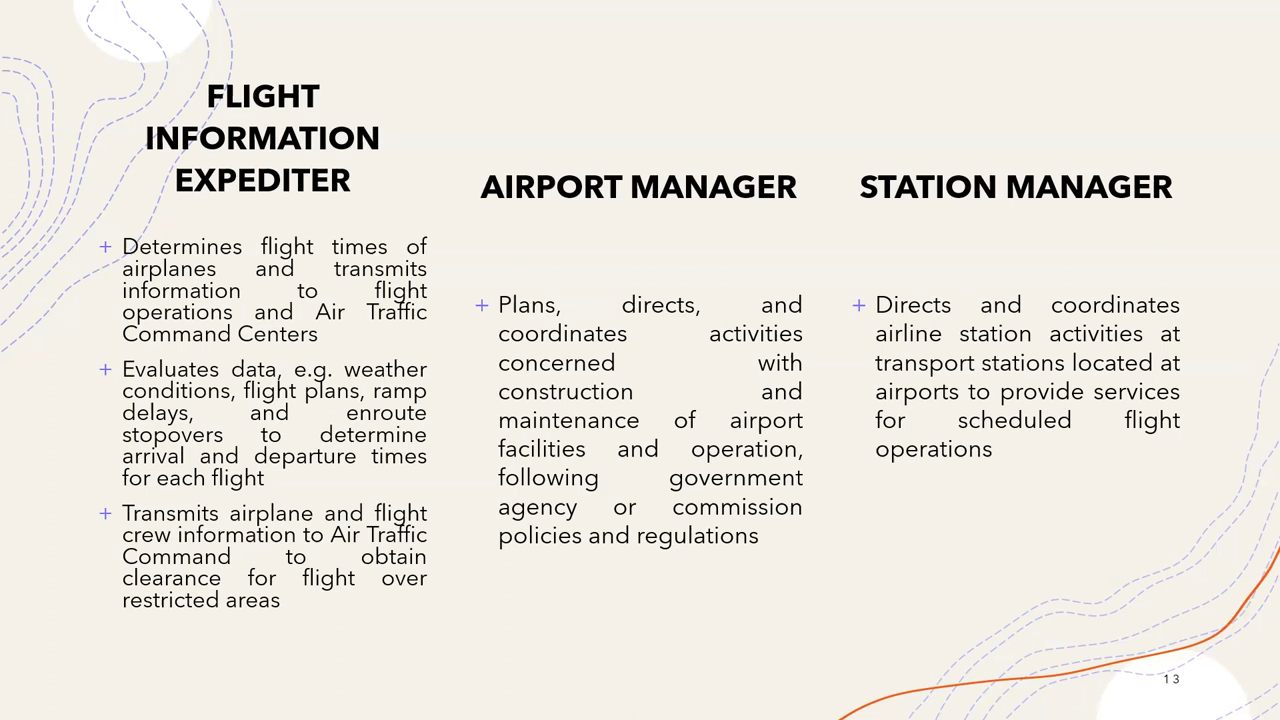 FLIGHT
INFORMATION
EXPEDITER
+ Determines flight times of
airplanes and transmits
information to flight
operations and Air Traffic
Command Centers
+ Evaluates data, e.g. weather
conditions, flight plans, ramp
delays, and enroute
stopovers to determine
arrival and departure times
for each flight
+ Transmits airplane and flight
crew information to Air Traffic
Command to obtain
clearance for flight over
restricted areas
AIRPORT MANAGER
+ Plans, directs, and
coordinates activities
concerned with
construction and
maintenance of airport
facilities and operation,
following government
agency or commission
policies and regulations
STATION MANAGER
+ Directs and coordinates
airline station activities at
transport stations located at
airports to provide services
for scheduled flight
operations
13